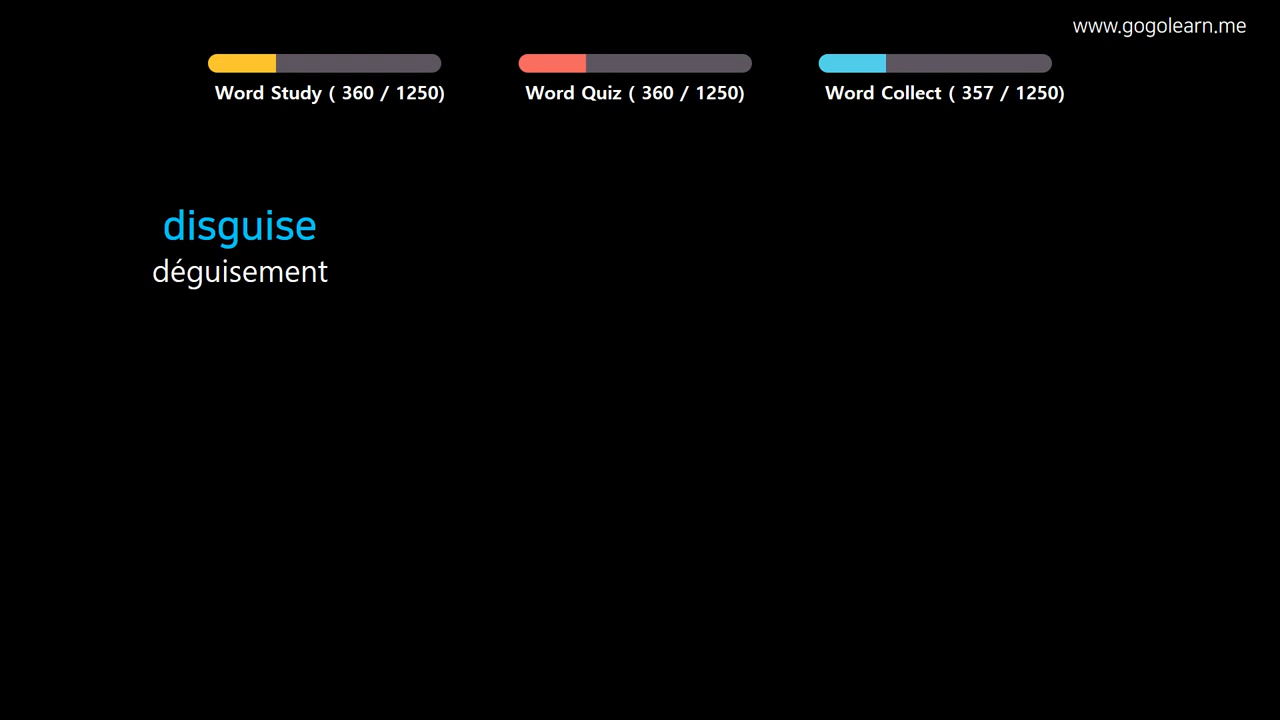 www.gogolearn.me
Word Study ( 360 / 1250)
Word Quiz ( 360 / 1250)
Word Collect ( 357 / 1250)
disguise
déguisement